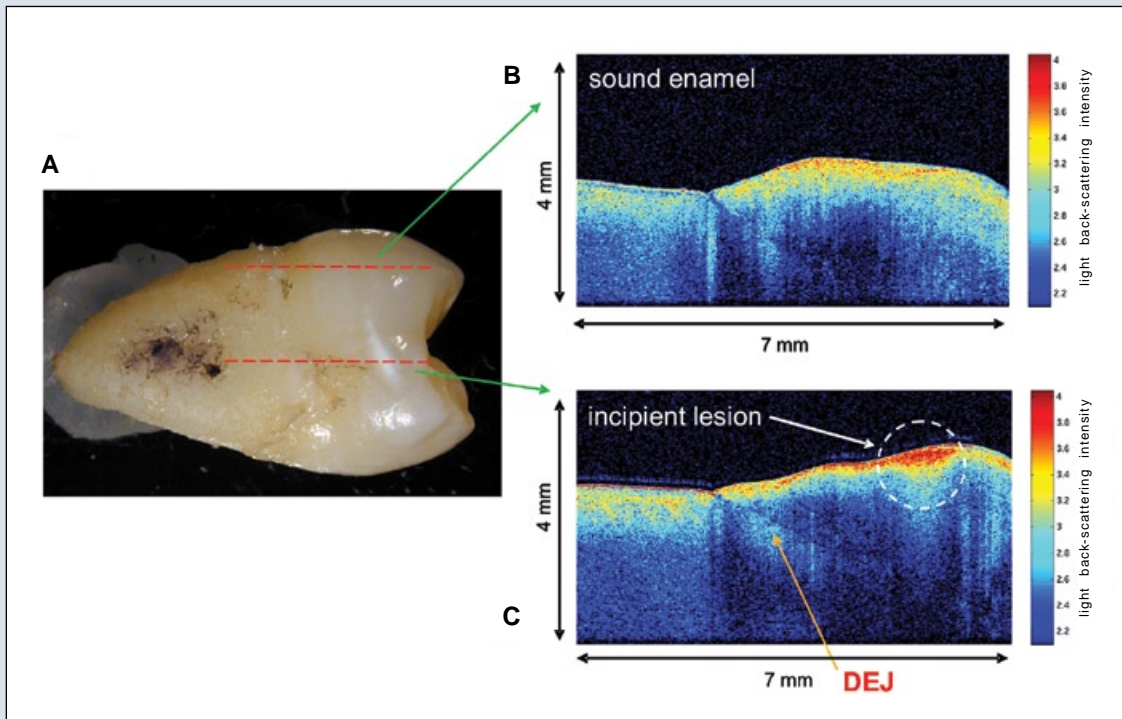 A
B
sound enamel
4 mm
7 mm
4
3.8
3.6
3.4
3.2
3
2.8
2.6
2.4
2.2
light back-scattering intensity
C
incipient lesion
4 mm
7 mm
DEJ
4
3.8
3.6
3.4
3.2
3
2.8
2.6
2.4
2.2
light back-scattering intensity